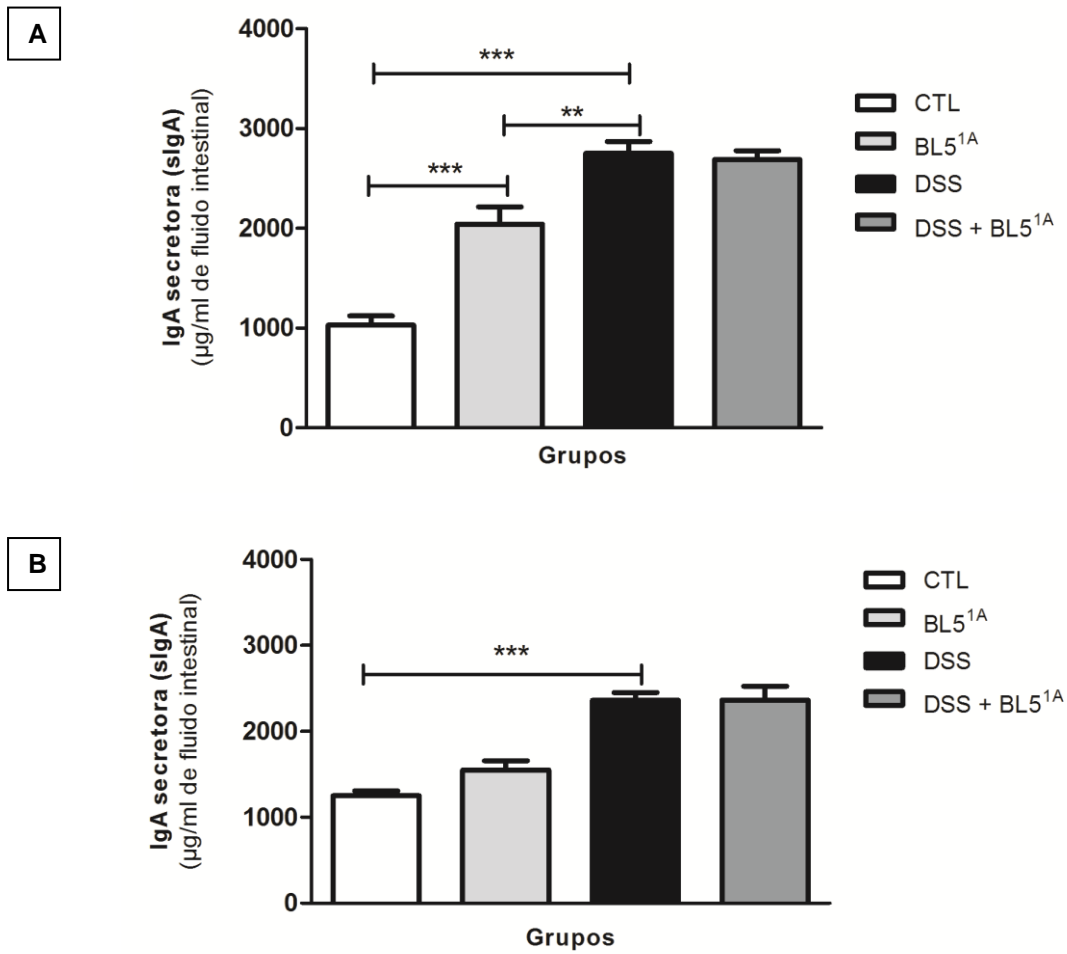 A
IgA secretora (sIgA)
(µg/ml de fluido intestinal)
4000
3000
2000
1000
0
***
**
***
Grupos
CTL
BL5^1A
DSS
DSS + BL5^1A
B
IgA secretora (sIgA)
(µg/ml de fluido intestinal)
4000
3000
2000
1000
0
***
Grupos
CTL
BL5^1A
DSS
DSS + BL5^1A